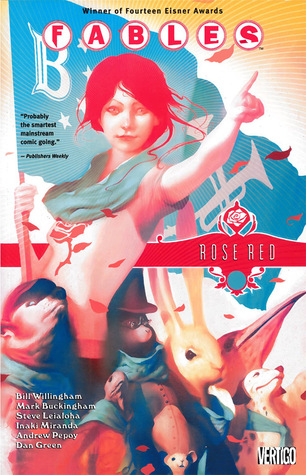 Winner of Fourteen Eisner Awards
FABLES
TM
B
"Probably
the smartest
mainstream
comic going."
— Publishers Weekly
ROSE RED
Bill Willingham
Mark Buckingham
Steve Leialoha
Inaki Miranda
Andrew Pepoy
Dan Green
VERTIGO